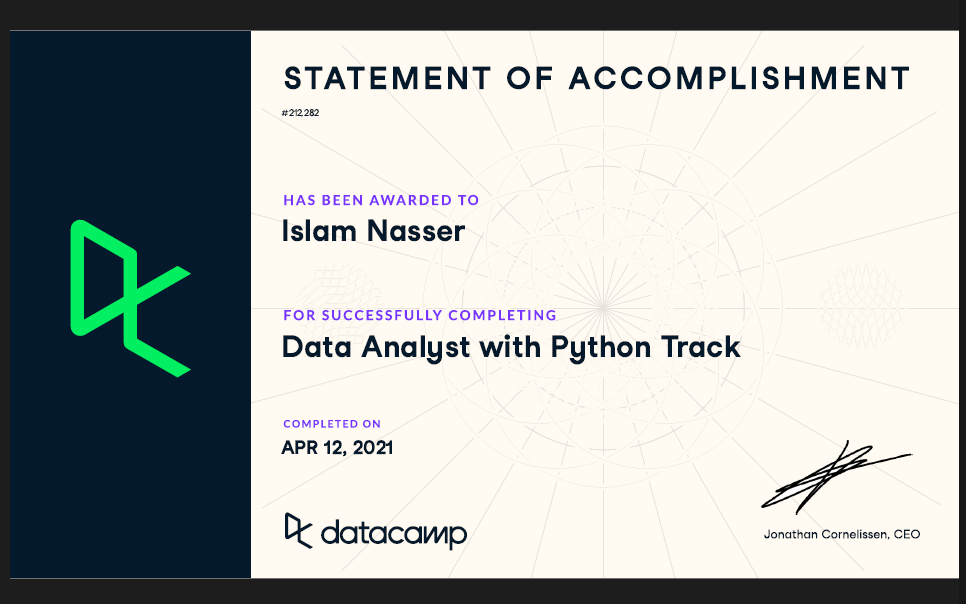 STATEMENT OF ACCOMPLISHMENT
#212,282
HAS BEEN AWARDED TO
Islam Nasser
FOR SUCCESSFULLY COMPLETING
Data Analyst with Python Track
COMPLETED ON
APR 12, 2021
datacamp
Jonathan Cornelissen, CEO